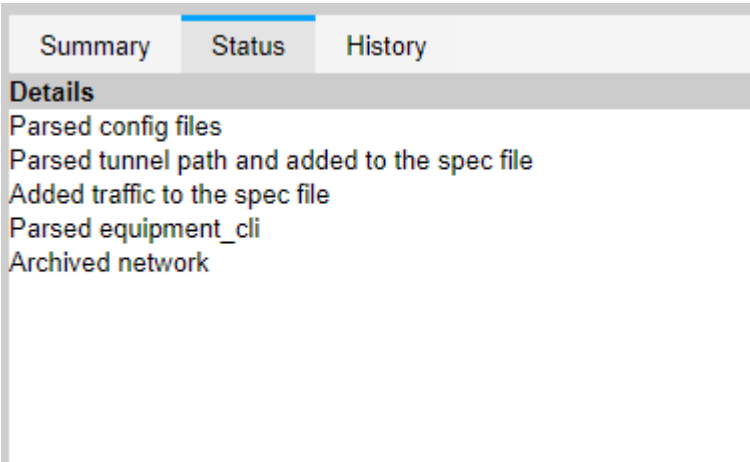 Summary Status History
Details
Parsed config files
Parsed tunnel path and added to the spec file
Added traffic to the spec file
Parsed equipment_cli
Archived network